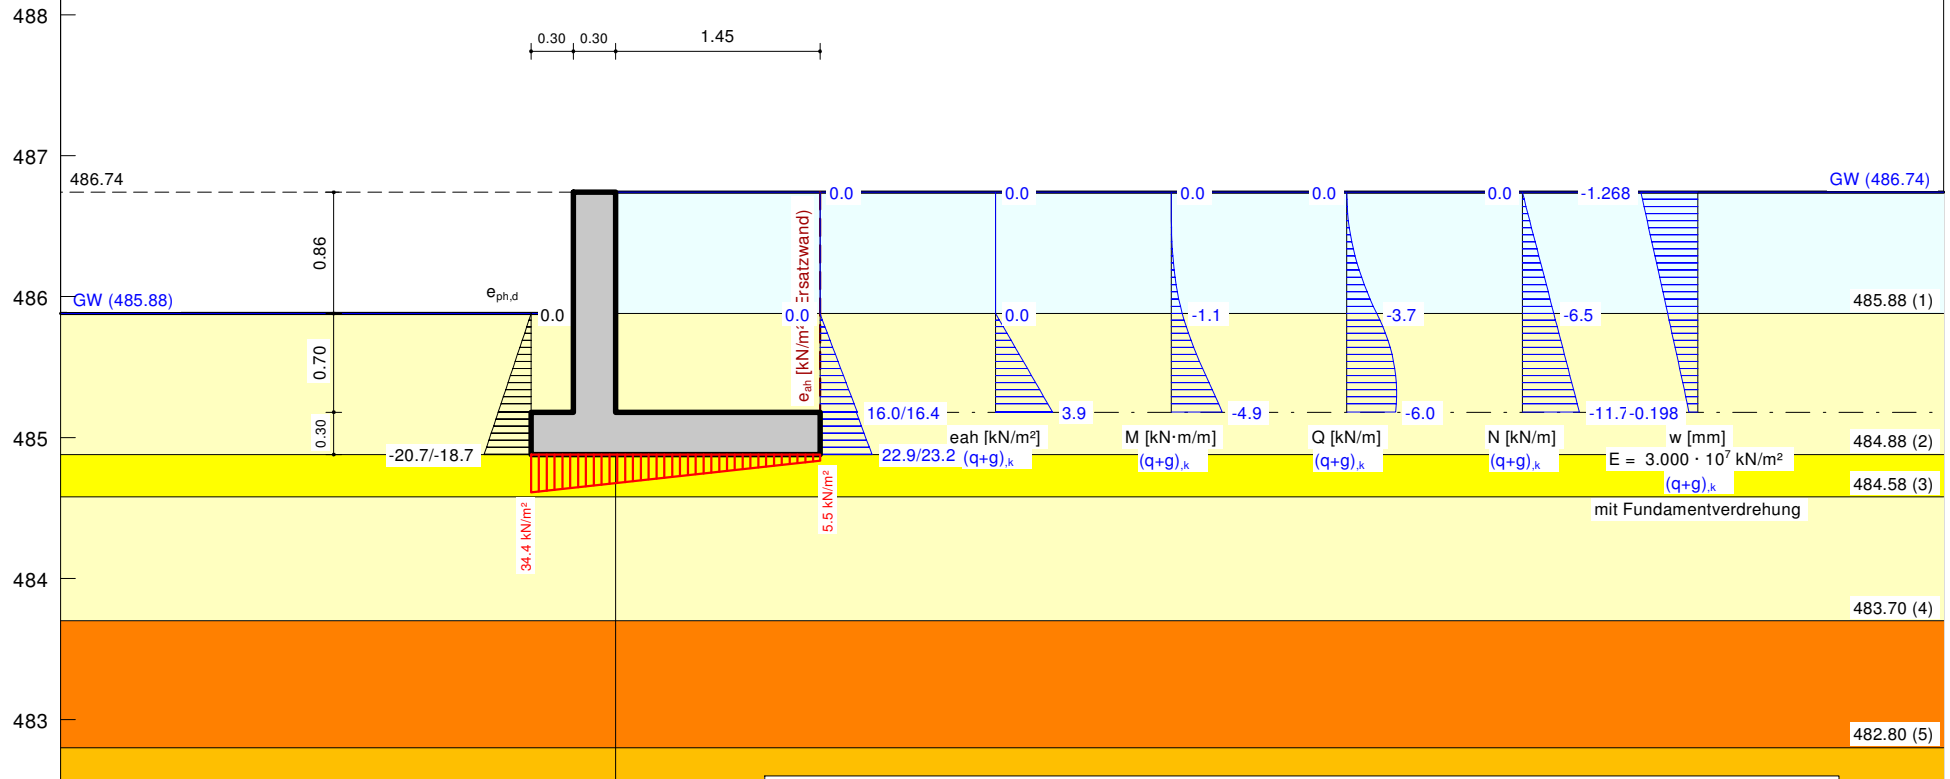 488
0.30 0.30 1.45
487
486.74
GW (486.74)
0.0 0.0 0.0 0.0 0.0 -1.268
0.86
eah [kN/m² Ersatzwand)
486
GW (485.88)
eph,d
485.88 (1)
0.0 0.0 0.0 -1.1 -3.7 -6.5
0.70
16.0/16.4 3.9 -4.9 -6.0 -11.7 -0.198
0.30
485
eah [kN/m²] M [kN·m/m] Q [kN/m] N [kN/m] w [mm]
484.88 (2)
-20.7/-18.7 22.9/23.2 (q+g),k (q+g),k (q+g),k (q+g),k E = 3.000 · 10⁷ kN/m²
(q+g),k
484.58 (3)
mit Fundamentverdrehung
34.4 kN/m²
5.5 kN/m²
484
483.70 (4)
483
482.80 (5)